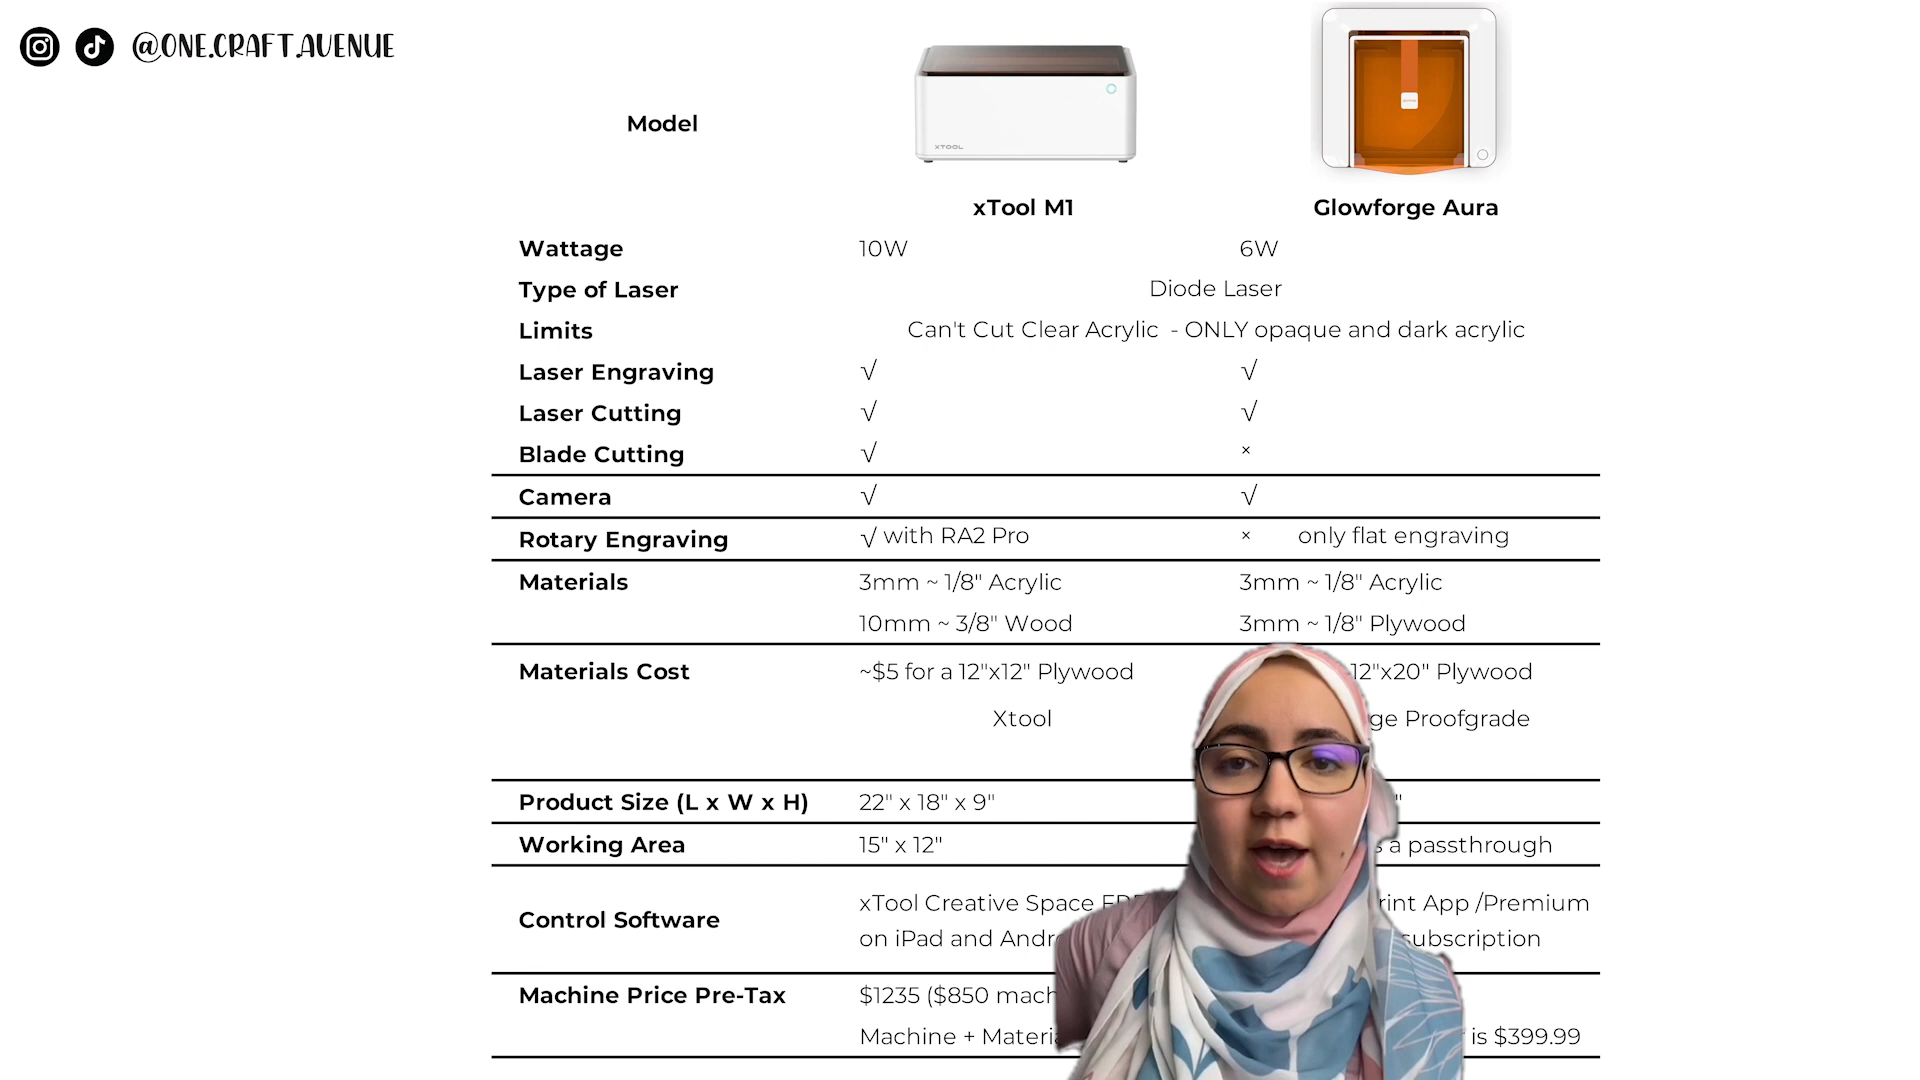 @ONE.CRAFT.AVENUE
Model
XTOOL
xTool M1
Glowforge Aura
Wattage 10W 6W
Type of Laser Diode Laser
Limits Can't Cut Clear Acrylic - ONLY opaque and dark acrylic
Laser Engraving √ √
Laser Cutting √ √
Blade Cutting √ ×
Camera √ √
Rotary Engraving √ with RA2 Pro × only flat engraving
Materials 3mm ~ 1/8" Acrylic 3mm ~ 1/8" Acrylic
10mm ~ 3/8" Wood 3mm ~ 1/8" Plywood
Materials Cost ~$5 for a 12"x12" Plywood 12"x20" Plywood
Xtool Proofgrade
Product Size (L x W x H) 22" x 18" x 9"
Working Area 15" x 12" a passthrough
xTool Creative Space App /Premium
Control Software
on iPad and subscription
Machine Price Pre-Tax $1235 ($850
Machine + is $399.99